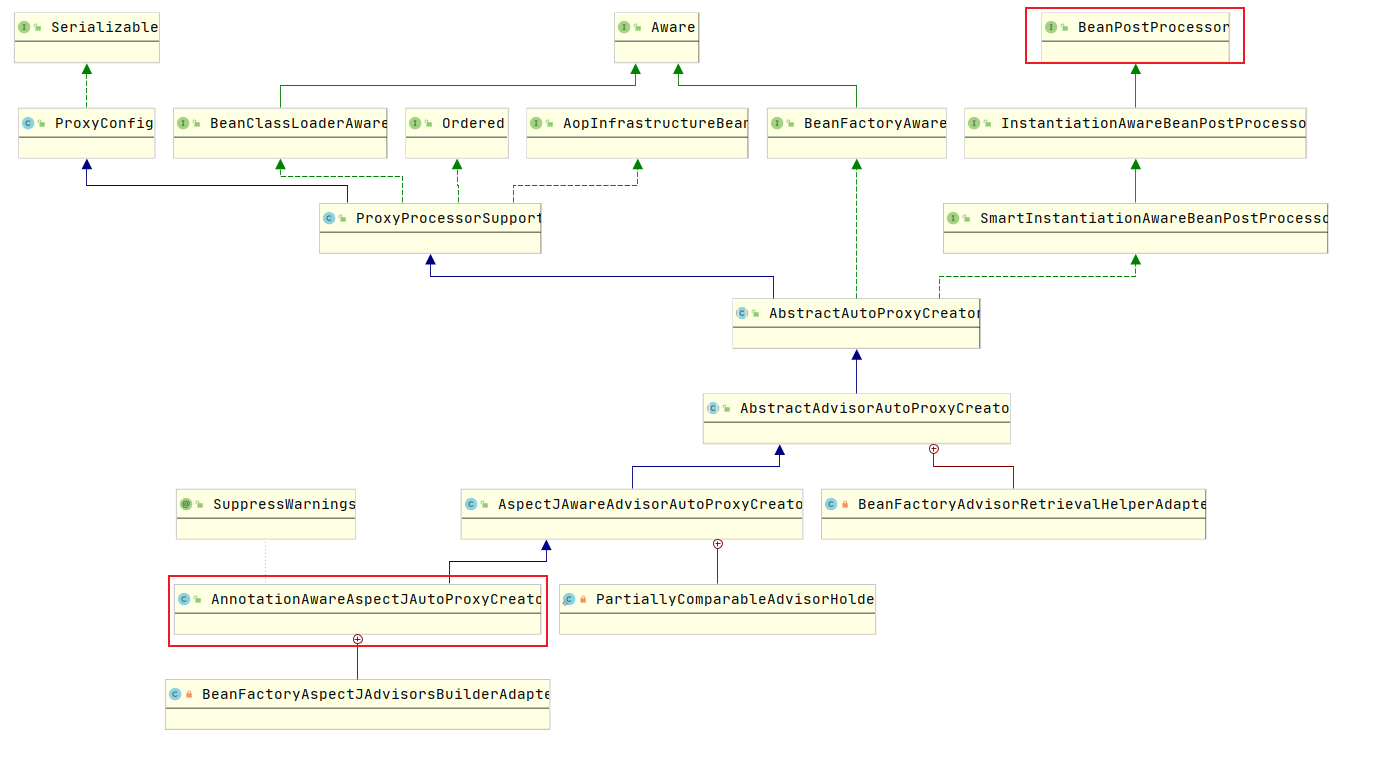 Serializable
Aware
BeanPostProcessor
ProxyConfig
BeanClassLoaderAware
Ordered
AopInfrastructureBean
BeanFactoryAware
InstantiationAwareBeanPostProcesso
ProxyProcessorSupport
SmartInstantiationAwareBeanPostProcesso
AbstractAutoProxyCreator
AbstractAdvisorAutoProxyCreato
SuppressWarnings
AspectJAwareAdvisorAutoProxyCreato
BeanFactoryAdvisorRetrievalHelperAdapte
AnnotationAwareAspectJAutoProxyCreato
PartiallyComparableAdvisorHolde
BeanFactoryAspectJAdvisorsBuilderAdapte